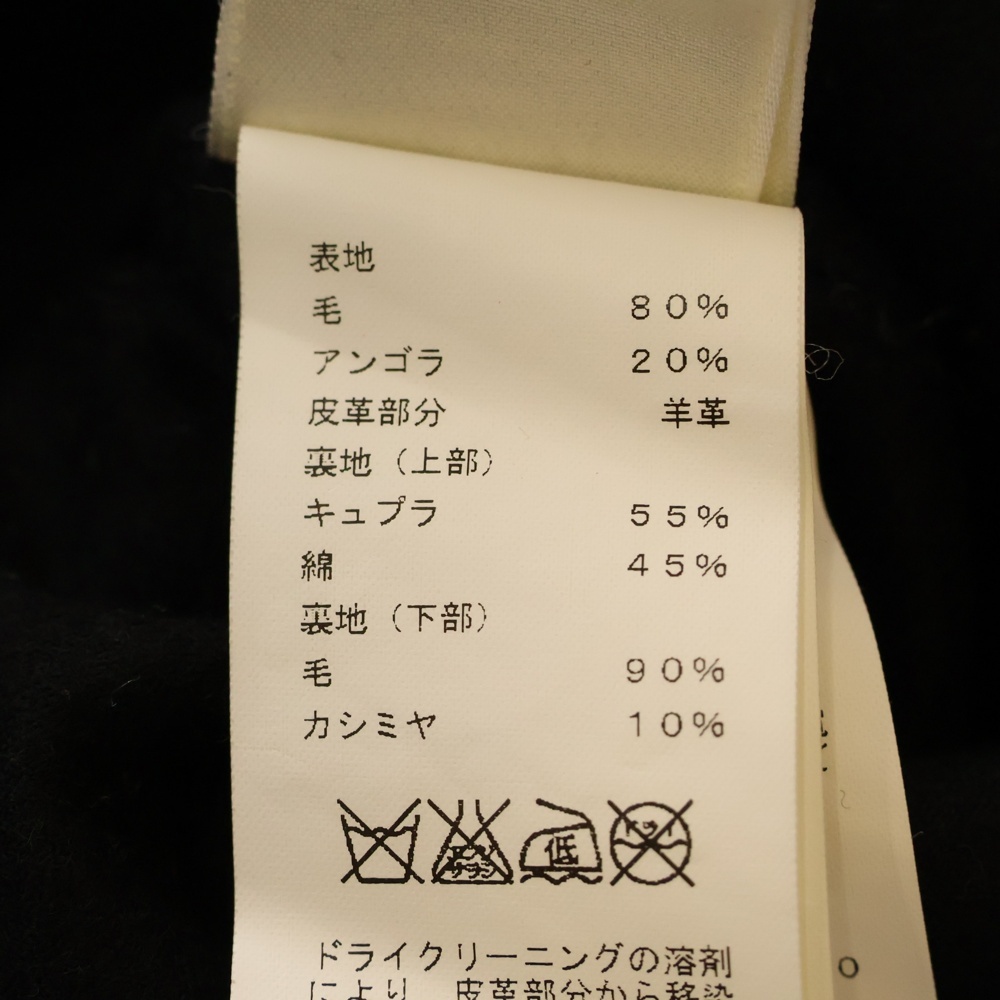 表地
毛 80%
アンゴラ 20%
皮革部分 羊革
裏地（上部）
キュプラ 55%
綿 45%
裏地（下部）
毛 90%
カシミヤ 10%
低
ドライ
ドライクリーニングの溶剤
により、皮革部分から移染